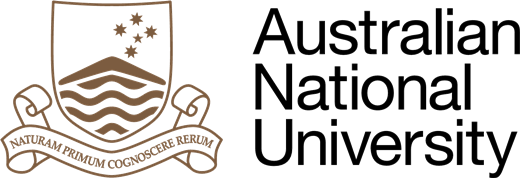 NATURAM PRIMUM COGNOSCERE RERUM
Australian
National
University